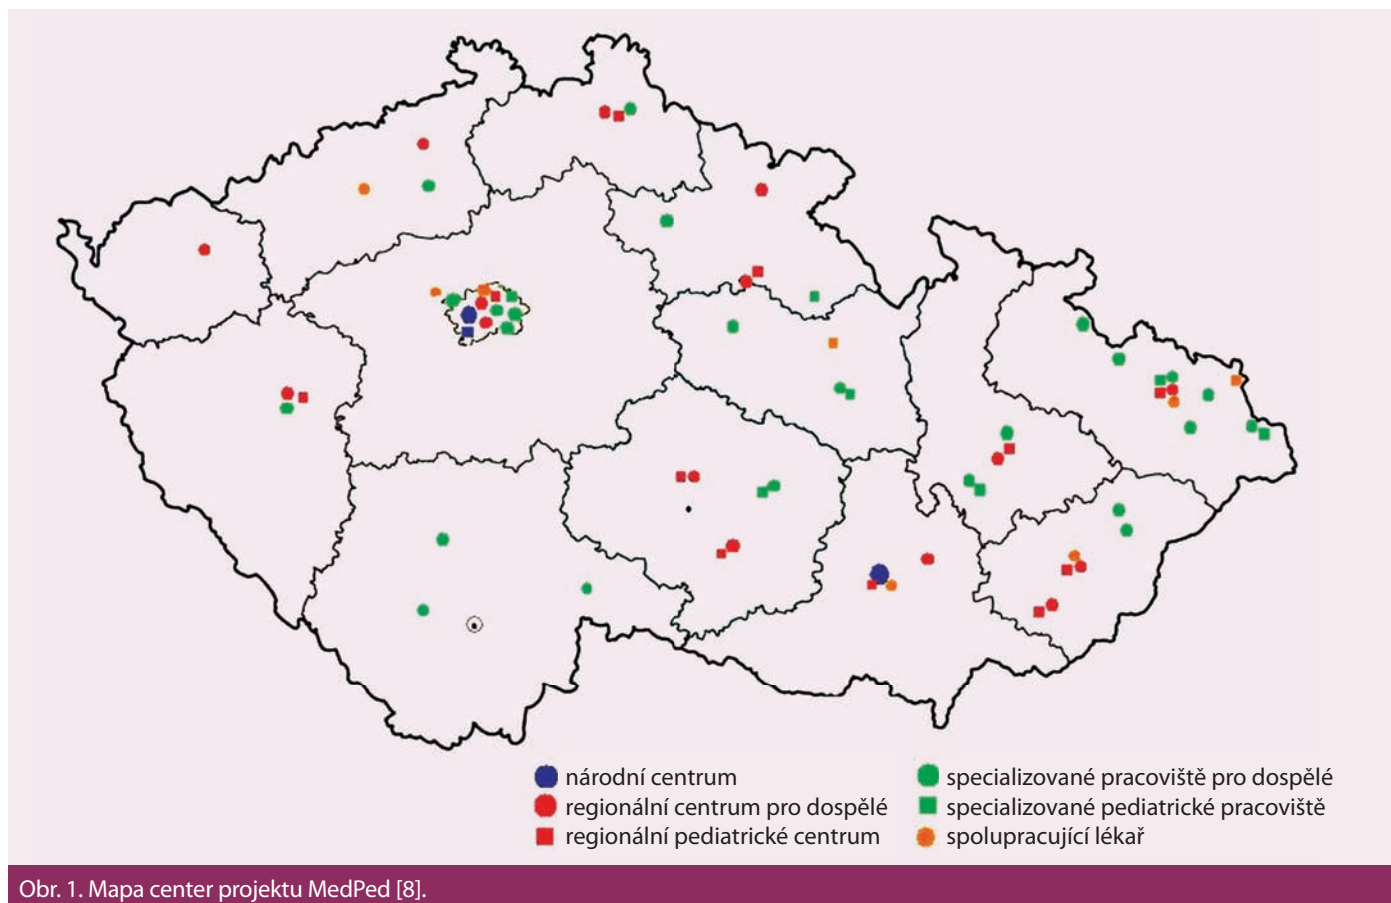 národní centrum
regionální centrum pro dospělé
regionální pediatrické centrum
specializované pracoviště pro dospělé
specializované pediatrické pracoviště
spolupracující lékař
Obr. 1. Mapa center projektu MedPed [8].